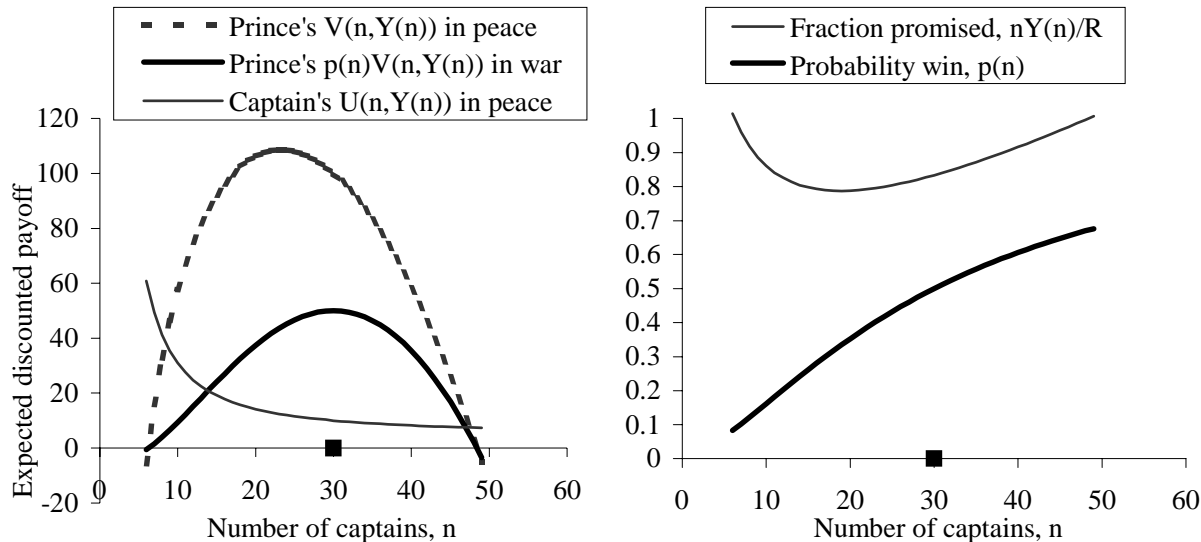 Prince's V(n,Y(n)) in peace
Prince's p(n)V(n,Y(n)) in war
Captain's U(n,Y(n)) in peace
Expected discounted payoff
120
100
80
60
40
20
0
-20
0 10 20 30 40 50 60
Number of captains, n
Fraction promised, nY(n)/R
Probability win, p(n)
1
0.9
0.8
0.7
0.6
0.5
0.4
0.3
0.2
0.1
0
0 10 20 30 40 50 60
Number of captains, n